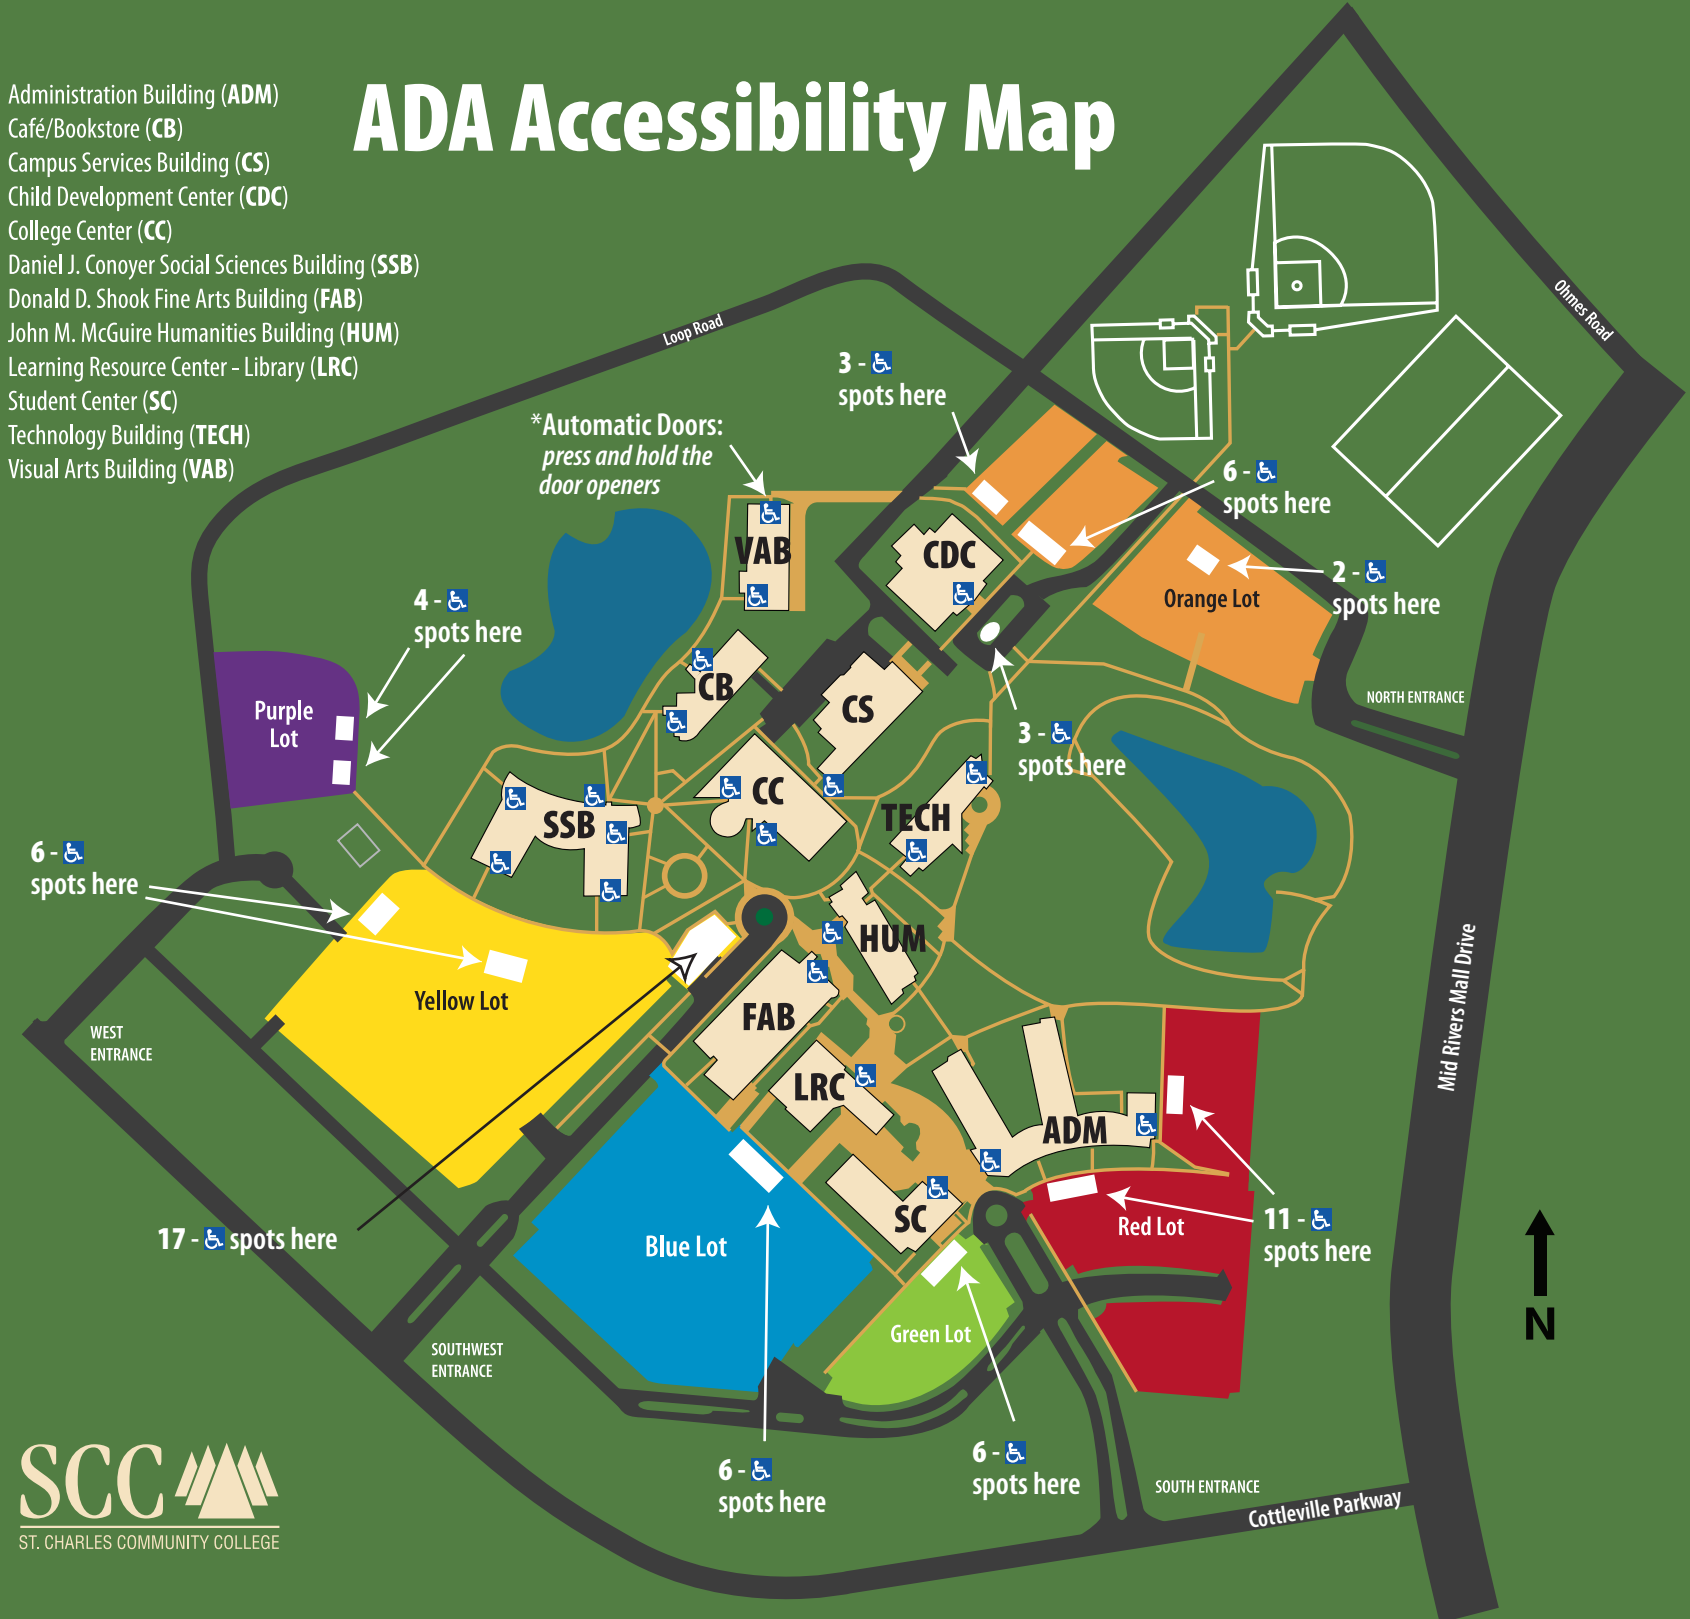 ADA Accessibility Map
Administration Building (ADM)
Café/Bookstore (CB)
Campus Services Building (CS)
Child Development Center (CDC)
College Center (CC)
Daniel J. Conoyer Social Sciences Building (SSB)
Donald D. Shook Fine Arts Building (FAB)
John M. McGuire Humanities Building (HUM)
Learning Resource Center - Library (LRC)
Student Center (SC)
Technology Building (TECH)
Visual Arts Building (VAB)
Loop Road
Ohmes Road
3 -
spots here
*Automatic Doors:
press and hold the
door openers
6 -
spots here
VAB
CDC
2 -
spots here
Orange Lot
4 -
spots here
NORTH ENTRANCE
Purple
Lot
CB
CS
3 -
spots here
CC
TECH
SSB
6 -
spots here
HUM
Yellow Lot
FAB
WEST
ENTRANCE
Mid Rivers Mall Drive
LRC
ADM
SC
Red Lot
11 -
spots here
17 - spots here
Blue Lot
N
Green Lot
SOUTHWEST
ENTRANCE
6 -
spots here
6 -
spots here
SOUTH ENTRANCE
Cottleville Parkway
SCC
ST. CHARLES COMMUNITY COLLEGE